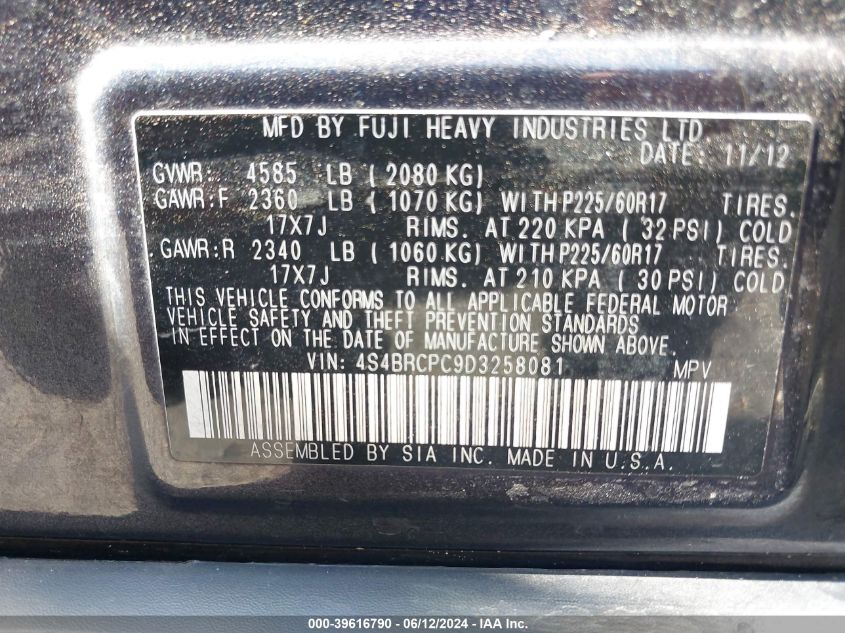 MFD BY FUJI HEAVY INDUSTRIES LTD
DATE: 11/12
GVWR: 4585 LB (2080 KG)
GAWR:F 2360 LB (1070 KG) WITH P225/60R17 TIRES.
17X7J RIMS. AT 220 KPA (32 PSI) COLD
GAWR:R 2340 LB (1060 KG) WITH P225/60R17 TIRES.
17X7J RIMS. AT 210 KPA (30 PSI) COLD
THIS VEHICLE CONFORMS TO ALL APPLICABLE FEDERAL MOTOR
VEHICLE SAFETY AND THEFT PREVENTION STANDARDS
IN EFFECT ON THE DATE OF MANUFACTURE SHOWN ABOVE.
VIN: 4S4BRCPC9D3258081 MPV
ASSEMBLED BY SIA INC. MADE IN U.S.A.
000-39616790 - 06/12/2024 - IAA Inc.